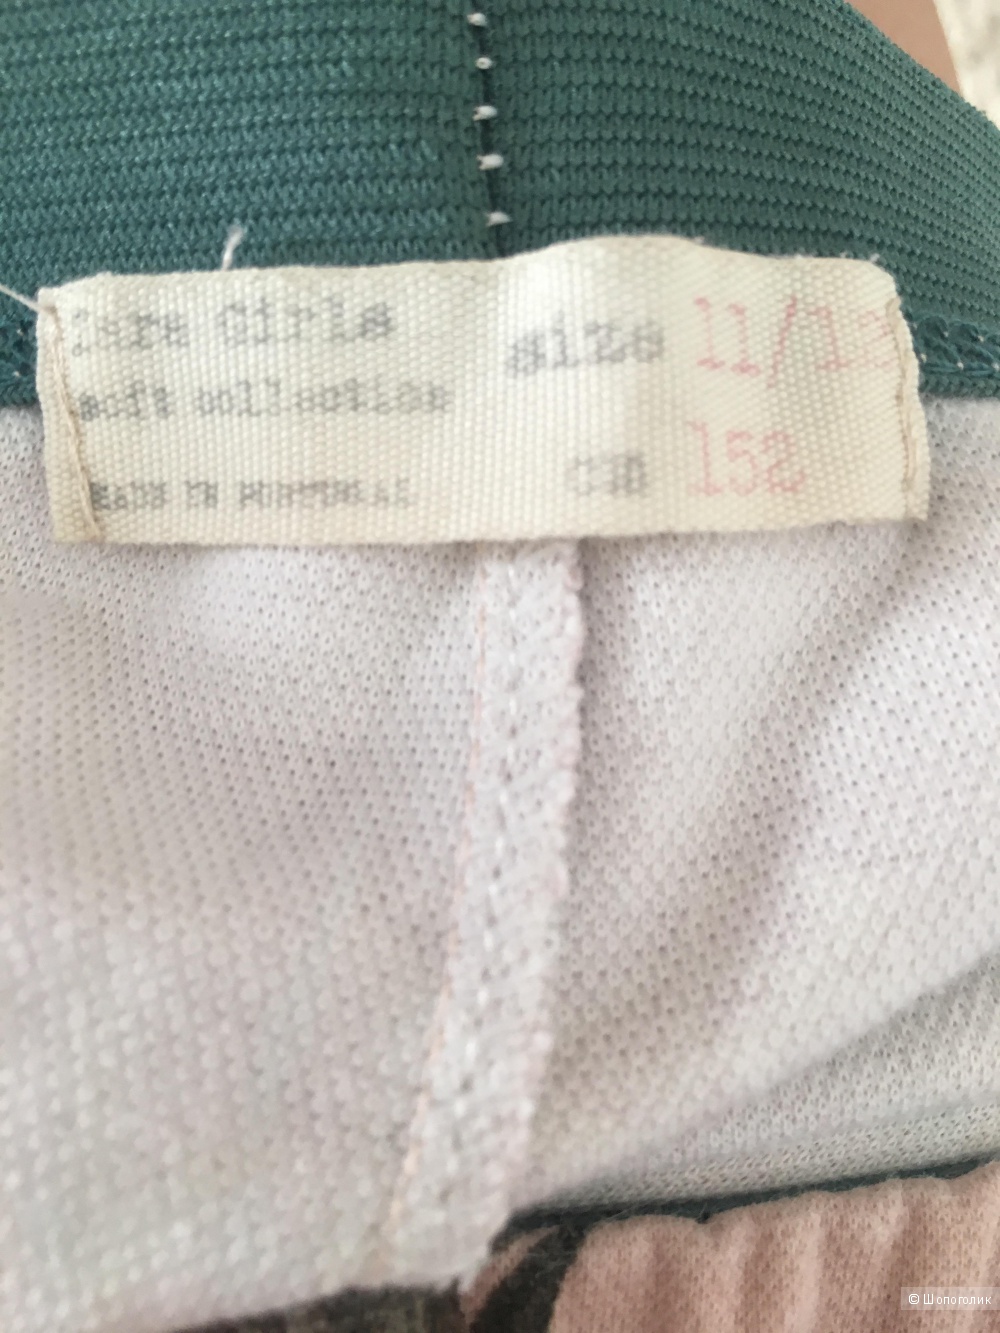 Zara Girls
size 11/12
soft collection
MADE IN PORTUGAL
CM 152
© Шопоголик